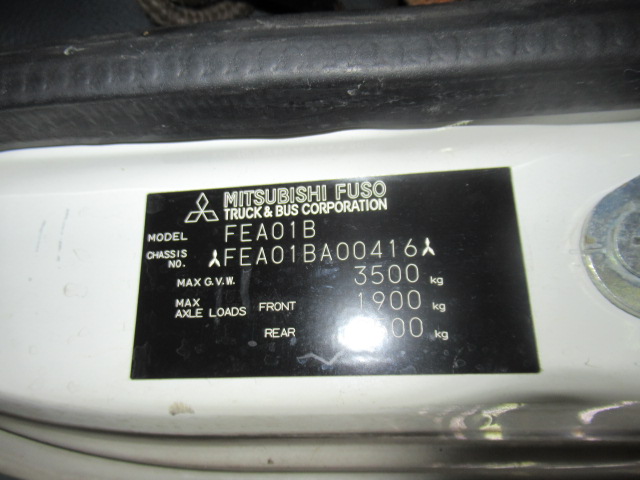 MITSUBISHI FUSO
TRUCK & BUS CORPORATION
MODEL FEA01B
CHASSIS NO. FEA01BA00416
MAX G.V.W. 3500 kg
MAX AXLE LOADS FRONT 1900 kg
REAR kg